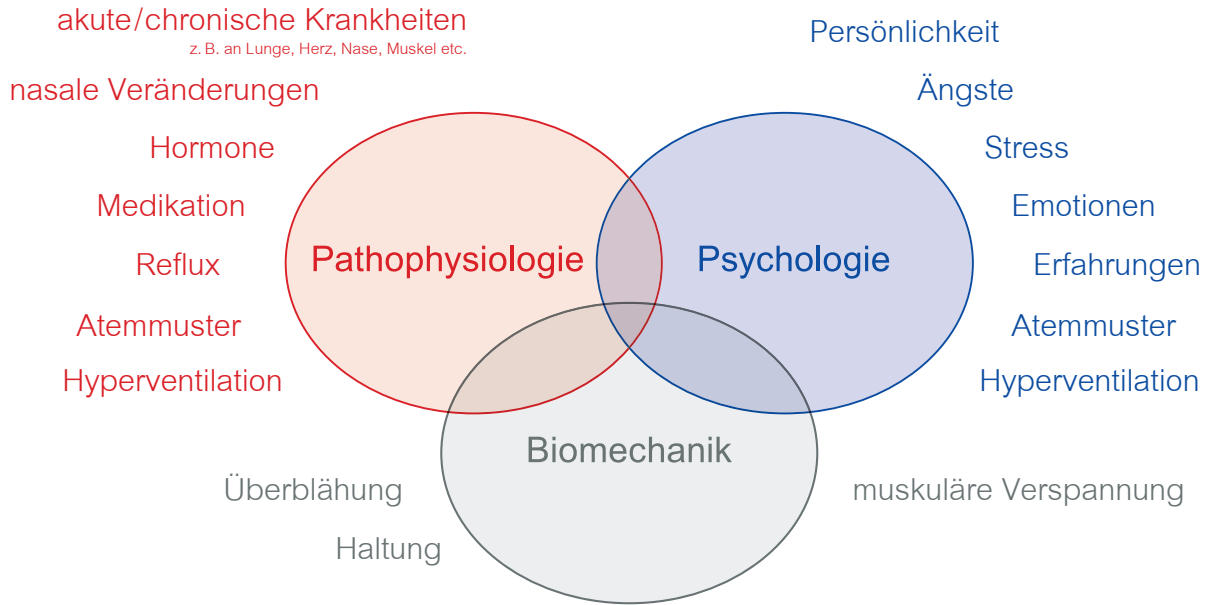 akute/chronische Krankheiten
z. B. an Lunge, Herz, Nase, Muskel etc.
nasale Veränderungen
Hormone
Medikation
Reflux
Atemmuster
Hyperventilation
Pathophysiologie
Persönlichkeit
Ängste
Stress
Emotionen
Erfahrungen
Atemmuster
Hyperventilation
Psychologie
Biomechanik
Überblähung
Haltung
muskuläre Verspannung